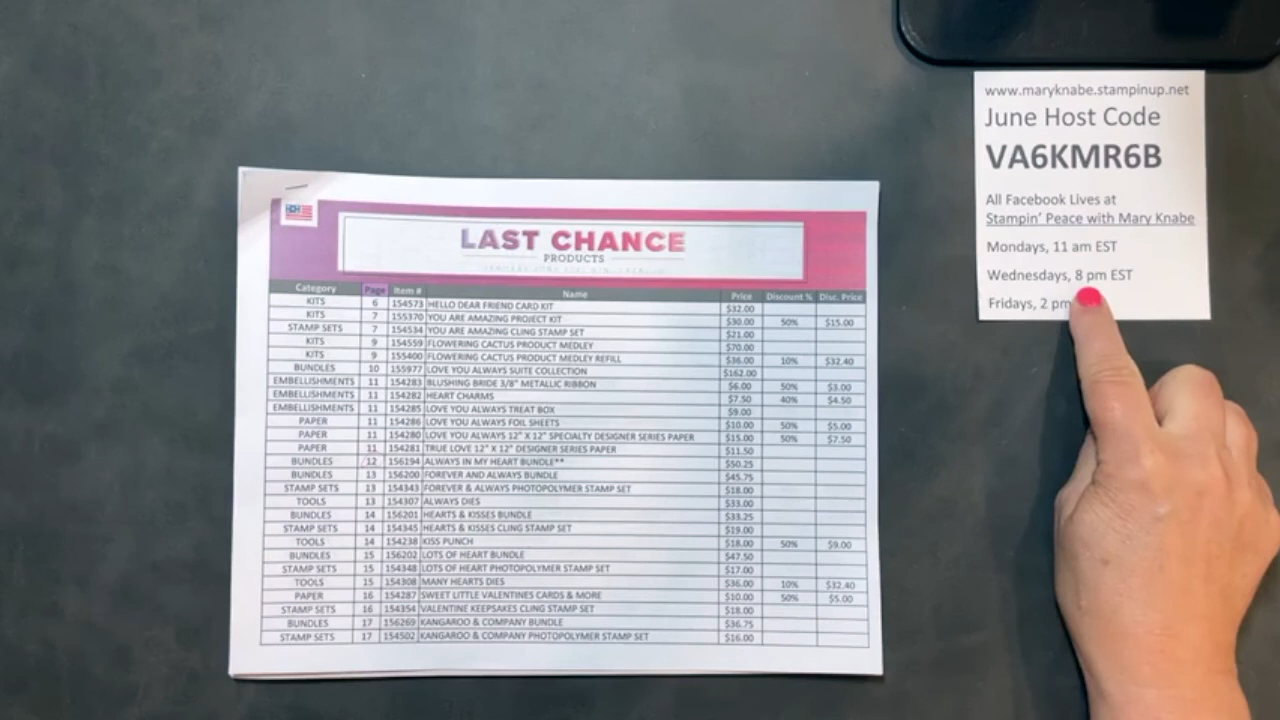 www.maryknabe.stampinup.net
June Host Code
VA6KMR6B
All Facebook Lives at
Stampin' Peace with Mary Knabe
Mondays, 11 am EST
Wednesdays, 8 pm EST
Fridays, 2 pm
LAST CHANCE
PRODUCTS
Category Page Item # Name Price Discount % Disc. Price
KITS 6 154573 HELLO DEAR FRIEND CARD KIT $32.00
KITS 7 155370 YOU ARE AMAZING PROJECT KIT $30.00 50% $15.00
STAMP SETS 7 154534 YOU ARE AMAZING CLING STAMP SET $21.00
KITS 9 154559 FLOWERING CACTUS PRODUCT MEDLEY $70.00
KITS 9 155400 FLOWERING CACTUS PRODUCT MEDLEY REFILL $36.00 10% $32.40
BUNDLES 10 155977 LOVE YOU ALWAYS SUITE COLLECTION $162.00
EMBELLISHMENTS 11 154283 BLUSHING BRIDE 3/8" METALLIC RIBBON $6.00 50% $3.00
EMBELLISHMENTS 11 154282 HEART CHARMS $7.50 40% $4.50
EMBELLISHMENTS 11 154285 LOVE YOU ALWAYS TREAT BOX $9.00
PAPER 11 154286 LOVE YOU ALWAYS FOIL SHEETS $10.00 50% $5.00
PAPER 11 154280 LOVE YOU ALWAYS 12" X 12" SPECIALTY DESIGNER SERIES PAPER $15.00 50% $7.50
PAPER 11 154281 TRUE LOVE 12" X 12" DESIGNER SERIES PAPER $11.50
BUNDLES 12 156194 ALWAYS IN MY HEART BUNDLE** $50.25
BUNDLES 13 156200 FOREVER AND ALWAYS BUNDLE $45.75
STAMP SETS 13 154343 FOREVER & ALWAYS PHOTOPOLYMER STAMP SET $18.00
TOOLS 13 154307 ALWAYS DIES $33.00
BUNDLES 14 156201 HEARTS & KISSES BUNDLE $33.25
STAMP SETS 14 154345 HEARTS & KISSES CLING STAMP SET $19.00
TOOLS 14 154238 KISS PUNCH $18.00 50% $9.00
BUNDLES 15 156202 LOTS OF HEART BUNDLE $47.50
STAMP SETS 15 154348 LOTS OF HEART PHOTOPOLYMER STAMP SET $17.00
TOOLS 15 154308 MANY HEARTS DIES $36.00 10% $32.40
PAPER 16 154287 SWEET LITTLE VALENTINES CARDS & MORE $10.00 50% $5.00
STAMP SETS 16 154354 VALENTINE KEEPSAKES CLING STAMP SET $18.00
BUNDLES 17 156269 KANGAROO & COMPANY BUNDLE $36.75
STAMP SETS 17 154502 KANGAROO & COMPANY PHOTOPOLYMER STAMP SET $16.00